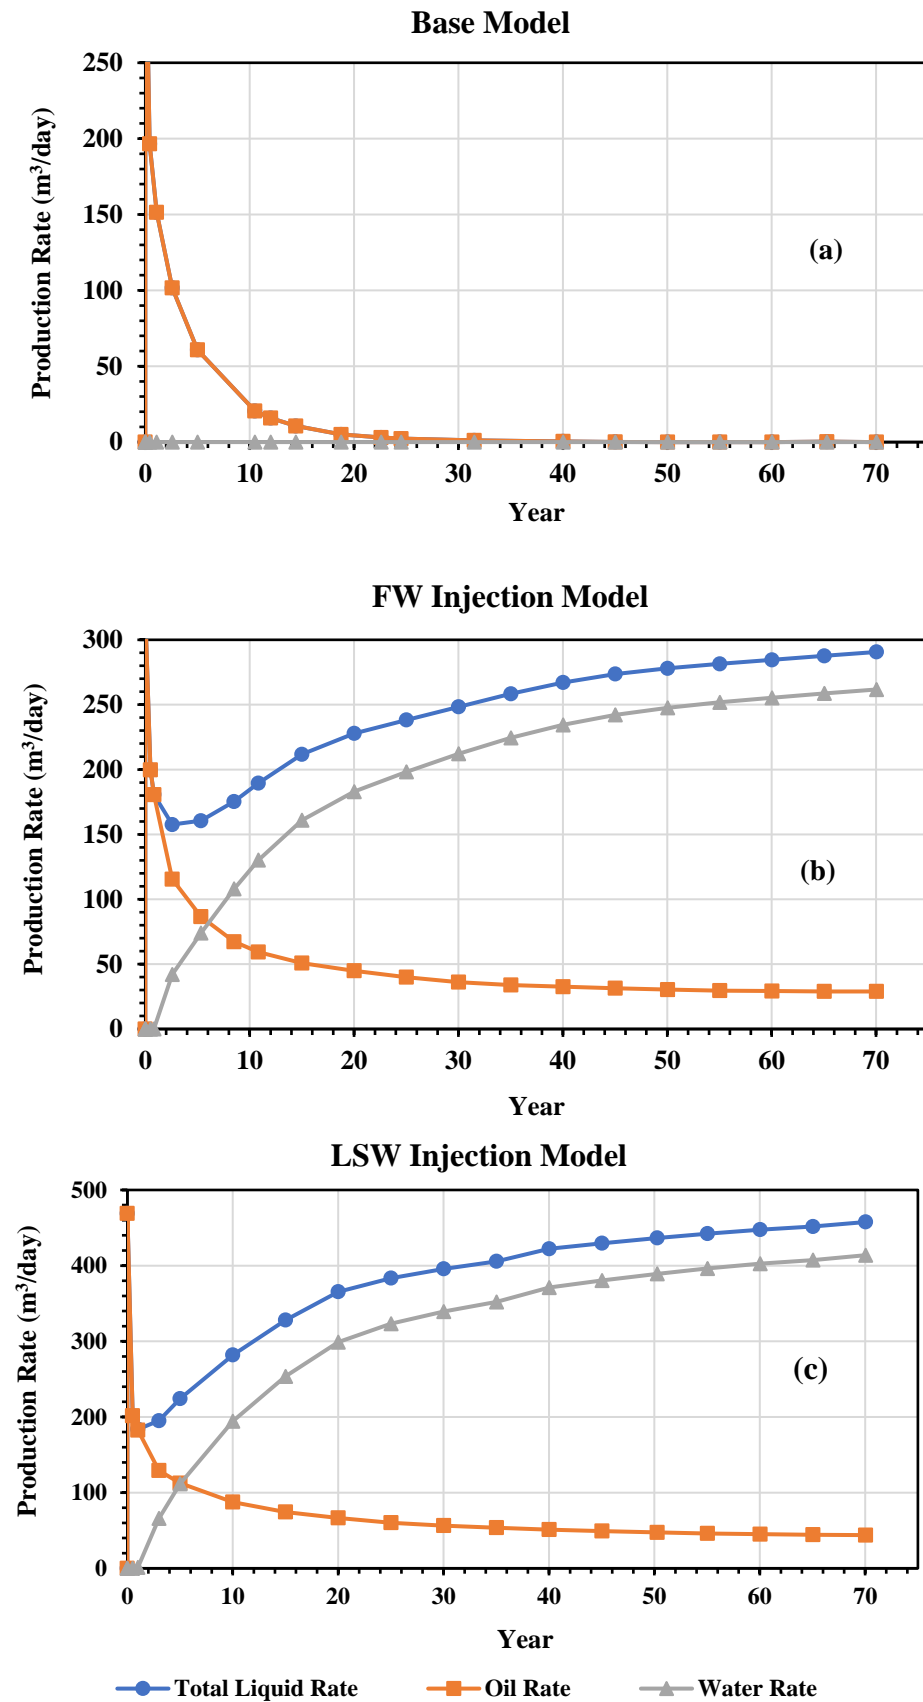 Base Model
Production Rate (m³/day)
250
200
150
100
50
0
(a)
0 10 20 30 40 50 60 70
Year
FW Injection Model
Production Rate (m³/day)
300
250
200
150
100
50
0
(b)
0 10 20 30 40 50 60 70
Year
LSW Injection Model
Production Rate (m³/day)
500
400
300
200
100
0
(c)
0 10 20 30 40 50 60 70
Year
Total Liquid Rate Oil Rate Water Rate